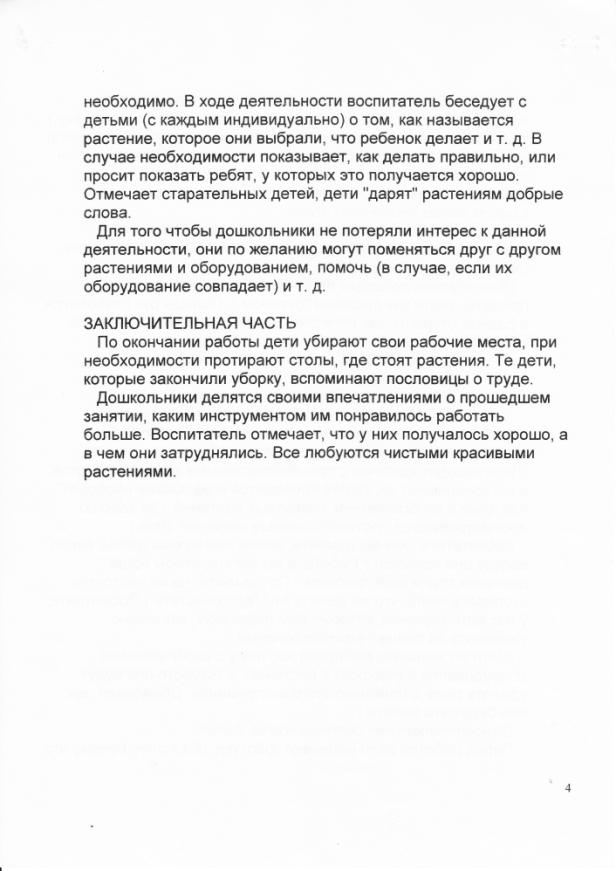 необходимо. В ходе деятельности воспитатель беседует с
детьми (с каждым индивидуально) о том, как называется
растение, которое они выбрали, что ребенок делает и т. д. В
случае необходимости показывает, как делать правильно, или
просит показать ребят, у которых это получается хорошо.
Отмечает старательных детей, дети "дарят" растениям добрые
слова.
Для того чтобы дошкольники не потеряли интерес к данной
деятельности, они по желанию могут поменяться друг с другом
растениями и оборудованием, помочь (в случае, если их
оборудование совпадает) и т. д.
ЗАКЛЮЧИТЕЛЬНАЯ ЧАСТЬ
По окончании работы дети убирают свои рабочие места, при
необходимости протирают столы, где стоят растения. Те дети,
которые закончили уборку, вспоминают пословицы о труде.
Дошкольники делятся своими впечатлениями о прошедшем
занятии, каким инструментом им понравилось работать
больше. Воспитатель отмечает, что у них получалось хорошо, а
в чем они затруднялись. Все любуются чистыми красивыми
растениями.
4